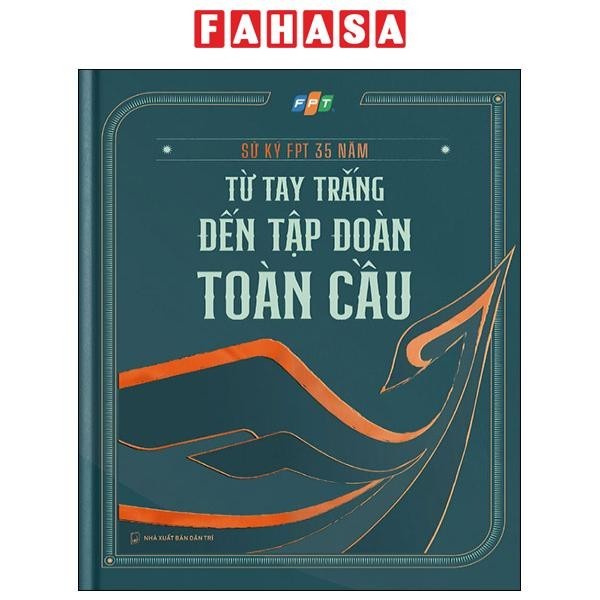 FAHASA
FPT
SỬ KÝ FPT 35 NĂM
TỪ TAY TRẮNG
ĐẾN TẬP ĐOÀN
TOÀN CẦU
NHÀ XUẤT BẢN DÂN TRÍ